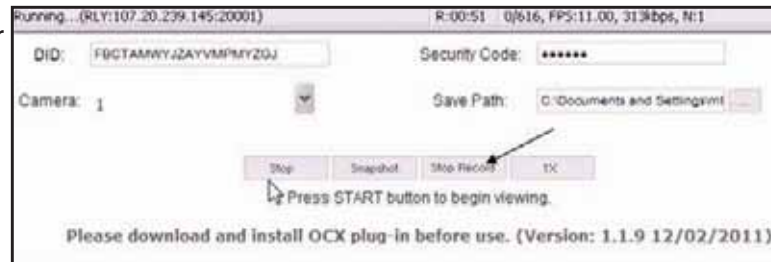 Running...(RLY:107.20.239.145:20001) R:00:51 0/616, FPS:11.00, 313kbps, N:1
DID: FBCTAMWYJZAYVMPMYZGJ Security Code: ••••••
Camera: 1 Save Path: C:\Documents and Settings\mt ...
Stop Snapshot Stop Record 1X
Press START button to begin viewing.
Please download and install OCX plug-in before use. (Version: 1.1.9 12/02/2011)